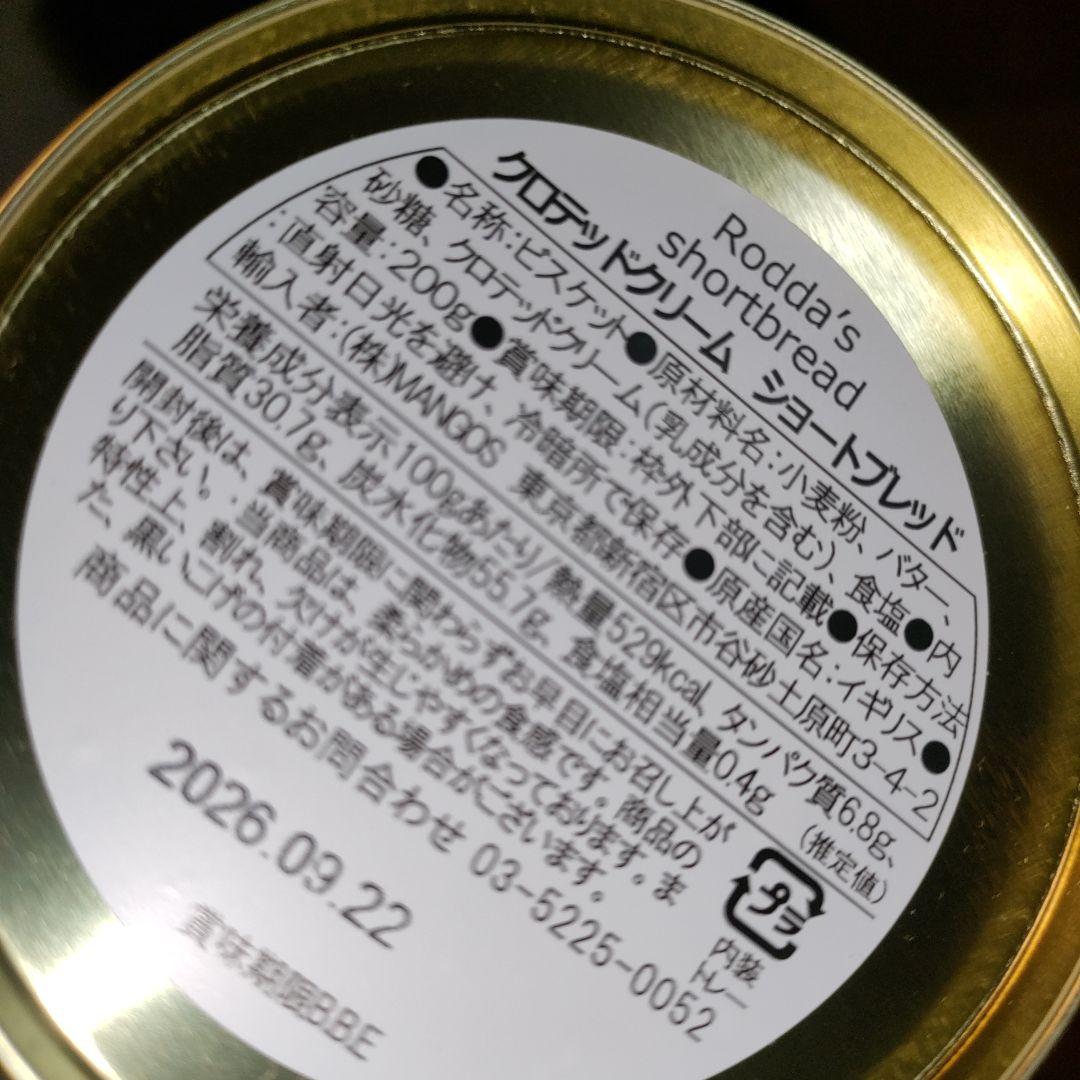 Rodda's
shortbread
クロテッドクリーム ショートブレッド
●名称:ビスケット●原材料名:小麦粉、バター、
砂糖、クロテッドクリーム(乳成分を含む)、食塩●内
容量:200g●賞味期限:枠外下部に記載●保存方法
:直射日光を避け、冷暗所で保存●原産国名:イギリス●
輸入者:(株)MANGOS 東京都新宿区市谷砂土原町3-4-2
栄養成分表示100gあたり/熱量529kcal、タンパク質6.8g、
脂質30.7g、炭水化物55.7g、食塩相当量0.4g (推定値)
開封後は、賞味期限に関わらずお早目にお召し上が
り下さい。当商品は、柔らかめの食感です。商品の
特性上、割れ、欠けが生じやすくなっております。ま
た、黒いこげの付着がある場合がございます。
商品に関するお問合わせ 03-5225-0052
プラ
内装
トレー
2026.09.22
賞味期限B.B.E